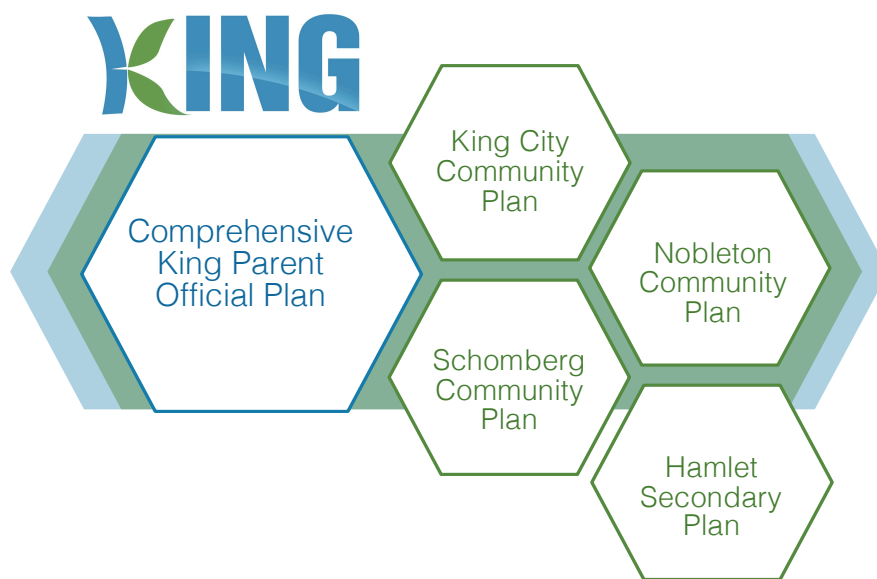 KING
Comprehensive
King Parent
Official Plan
King City
Community
Plan
Nobleton
Community
Plan
Schomberg
Community
Plan
Hamlet
Secondary
Plan